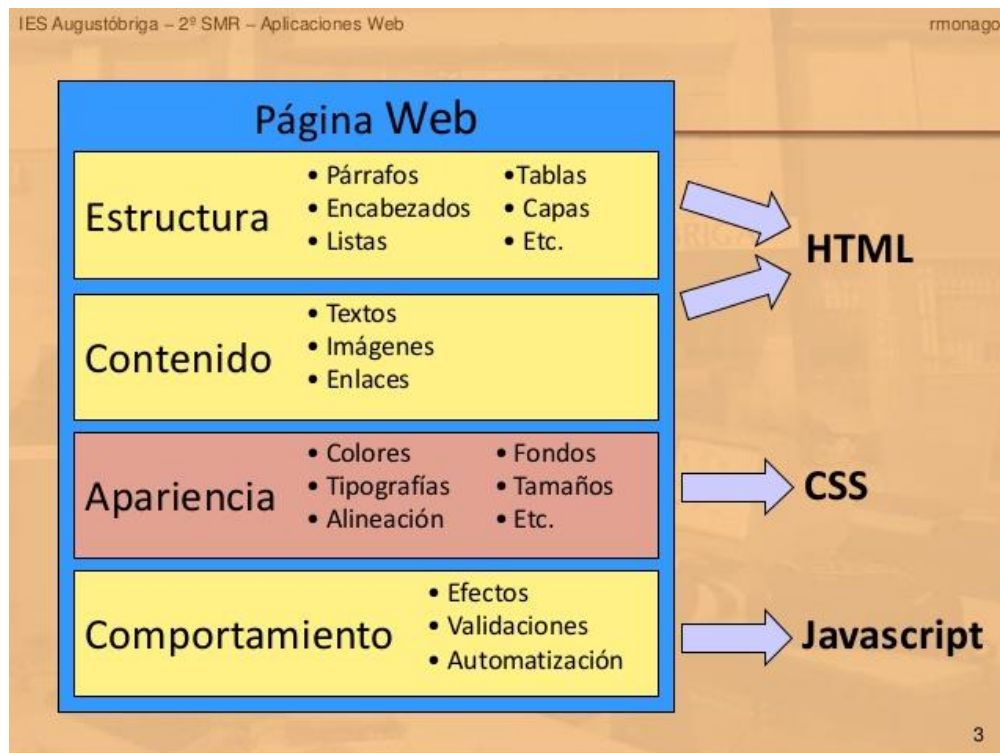 IES Augustóbriga – 2º SMR – Aplicaciones Web
rmonago
Página Web
Estructura
• Párrafos
• Encabezados
• Listas
•Tablas
• Capas
• Etc.
HTML
Contenido
• Textos
• Imágenes
• Enlaces
Apariencia
• Colores
• Tipografías
• Alineación
• Fondos
• Tamaños
• Etc.
CSS
Comportamiento
• Efectos
• Validaciones
• Automatización
Javascript
3